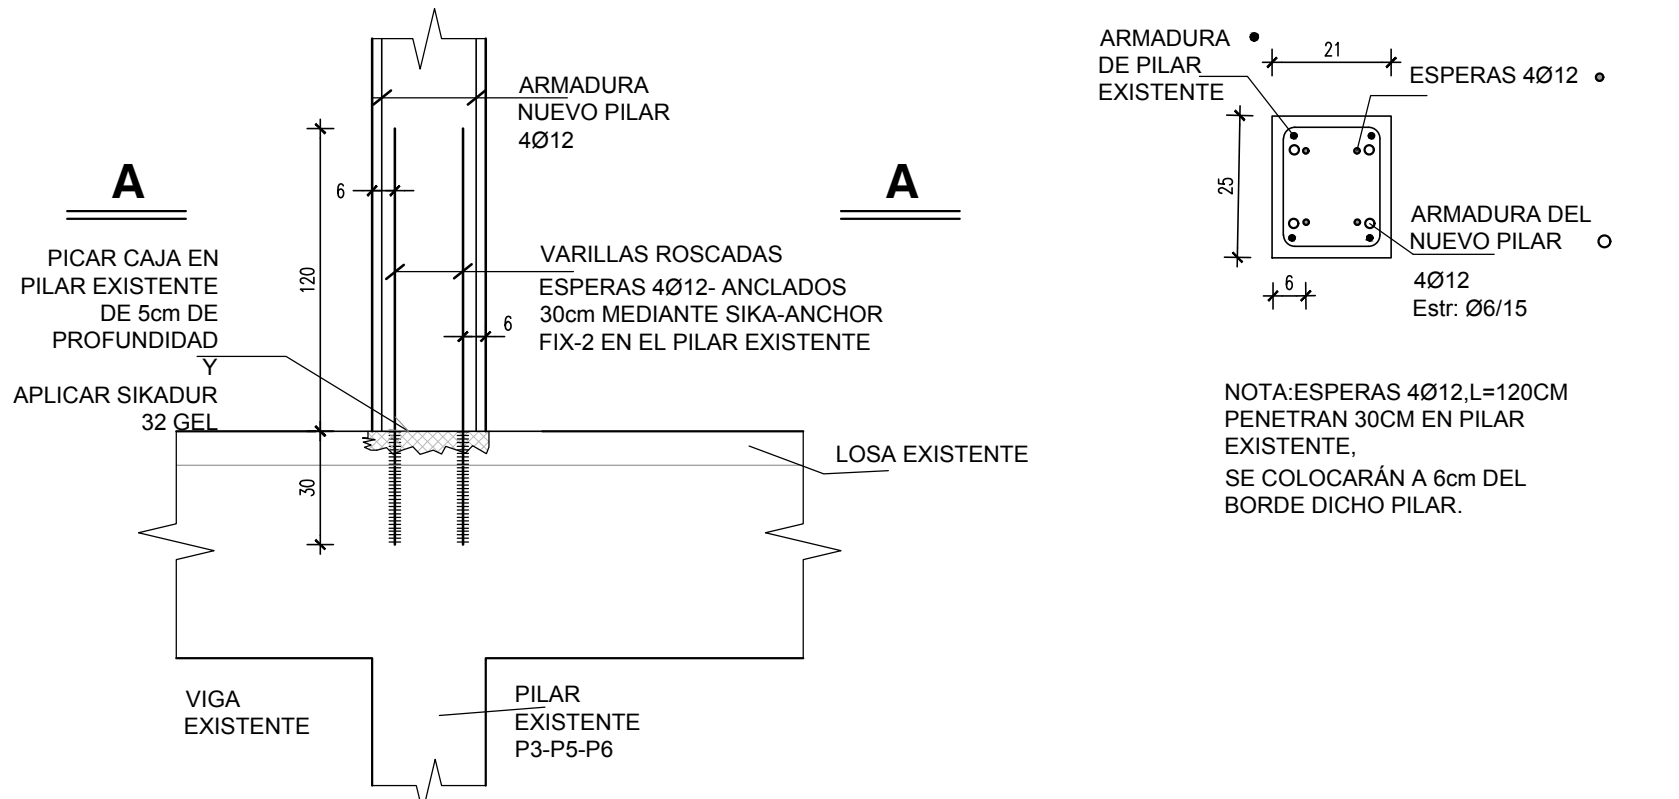 ARMADURA
NUEVO PILAR
4Ø12
A
A
6
120
PICAR CAJA EN
PILAR EXISTENTE
DE 5cm DE
PROFUNDIDAD
Y
APLICAR SIKADUR
32 GEL
VARILLAS ROSCADAS
ESPERAS 4Ø12- ANCLADOS
30cm MEDIANTE SIKA-ANCHOR
FIX-2 EN EL PILAR EXISTENTE
6
30
LOSA EXISTENTE
VIGA
EXISTENTE
PILAR
EXISTENTE
P3-P5-P6
ARMADURA
DE PILAR
EXISTENTE
21
ESPERAS 4Ø12
25
6
ARMADURA DEL
NUEVO PILAR
4Ø12
Estr: Ø6/15
NOTA:ESPERAS 4Ø12,L=120CM
PENETRAN 30CM EN PILAR
EXISTENTE,
SE COLOCARÁN A 6cm DEL
BORDE DICHO PILAR.